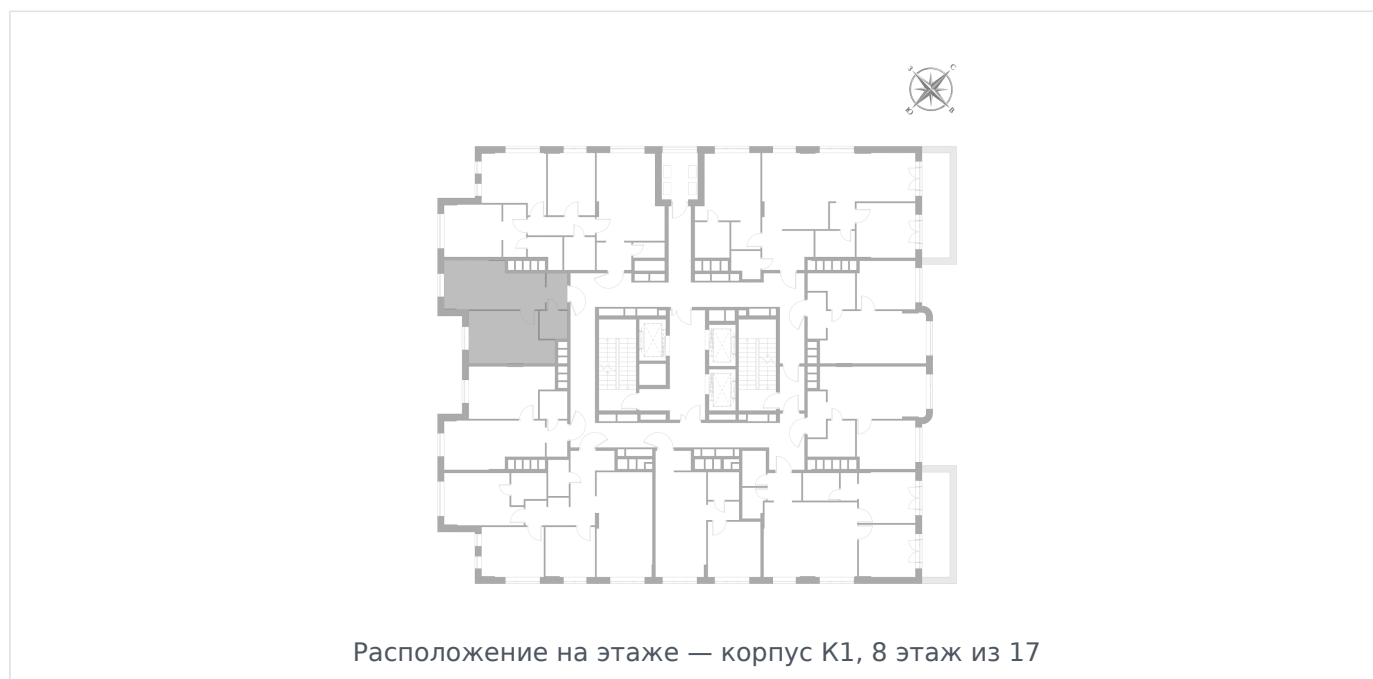 З С
Ю В
Расположение на этаже — корпус К1, 8 этаж из 17